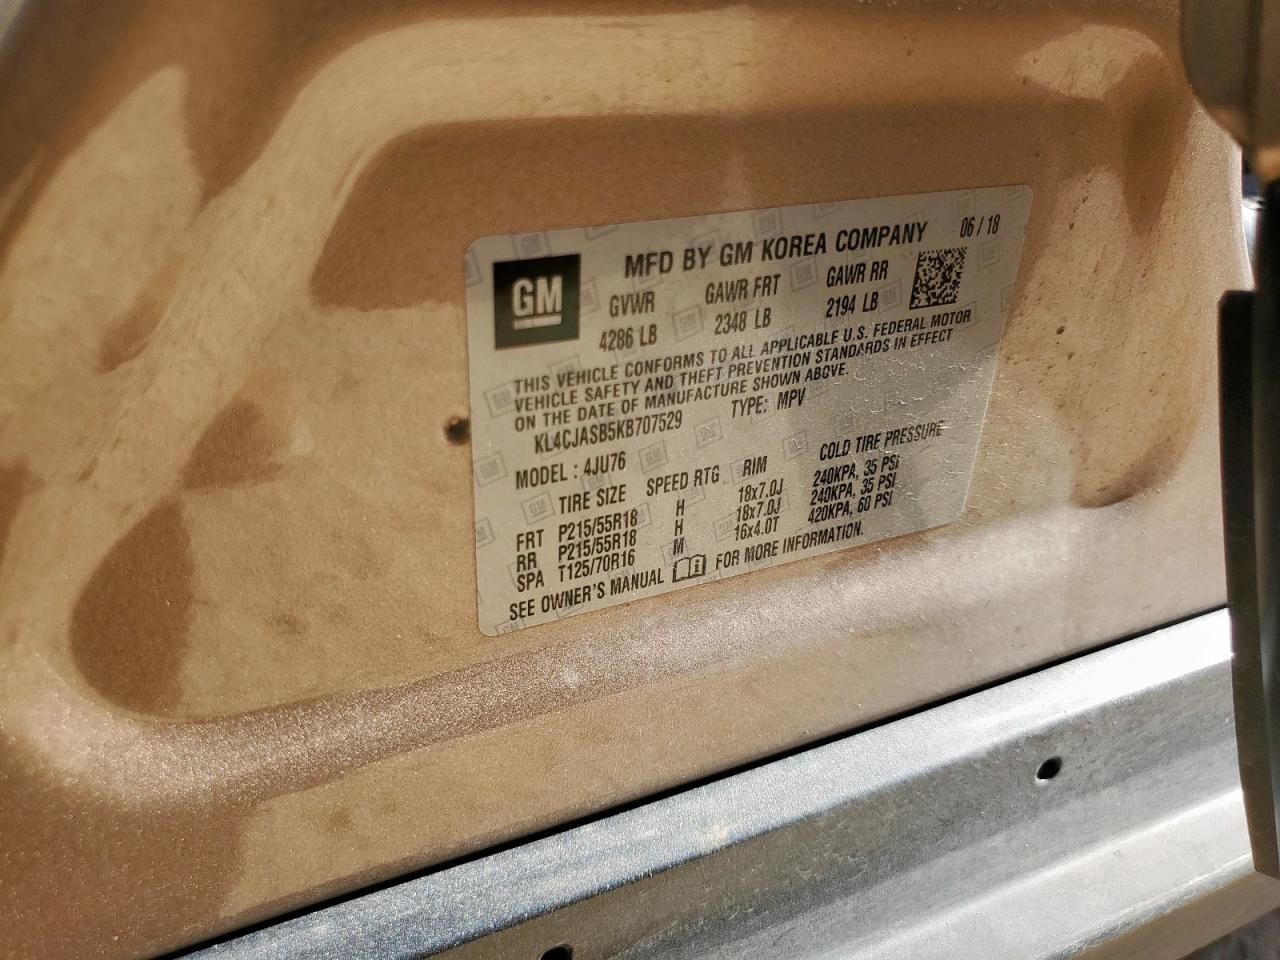 MFD BY GM KOREA COMPANY 06 / 18
GM
GVWR GAWR FRT GAWR RR
4286 LB 2348 LB 2194 LB
THIS VEHICLE CONFORMS TO ALL APPLICABLE U.S. FEDERAL MOTOR
VEHICLE SAFETY AND THEFT PREVENTION STANDARDS IN EFFECT
ON THE DATE OF MANUFACTURE SHOWN ABOVE.
KL4CJASB5KB707529 TYPE: MPV
MODEL : 4JU76
TIRE SIZE SPEED RTG RIM COLD TIRE PRESSURE
FRT P215/55R18 H 18x7.0J 240KPA, 35 PSI
RR P215/55R18 H 18x7.0J 240KPA, 35 PSI
SPA T125/70R16 M 16x4.0T 420KPA, 60 PSI
SEE OWNER'S MANUAL FOR MORE INFORMATION.